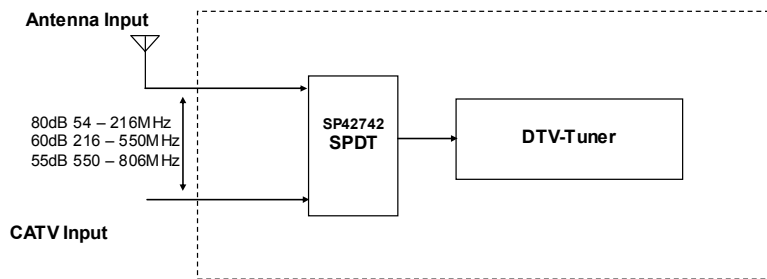 Antenna Input
80dB 54 – 216MHz
60dB 216 – 550MHz
55dB 550 – 806MHz
SP42742
SPDT
DTV-Tuner
CATV Input